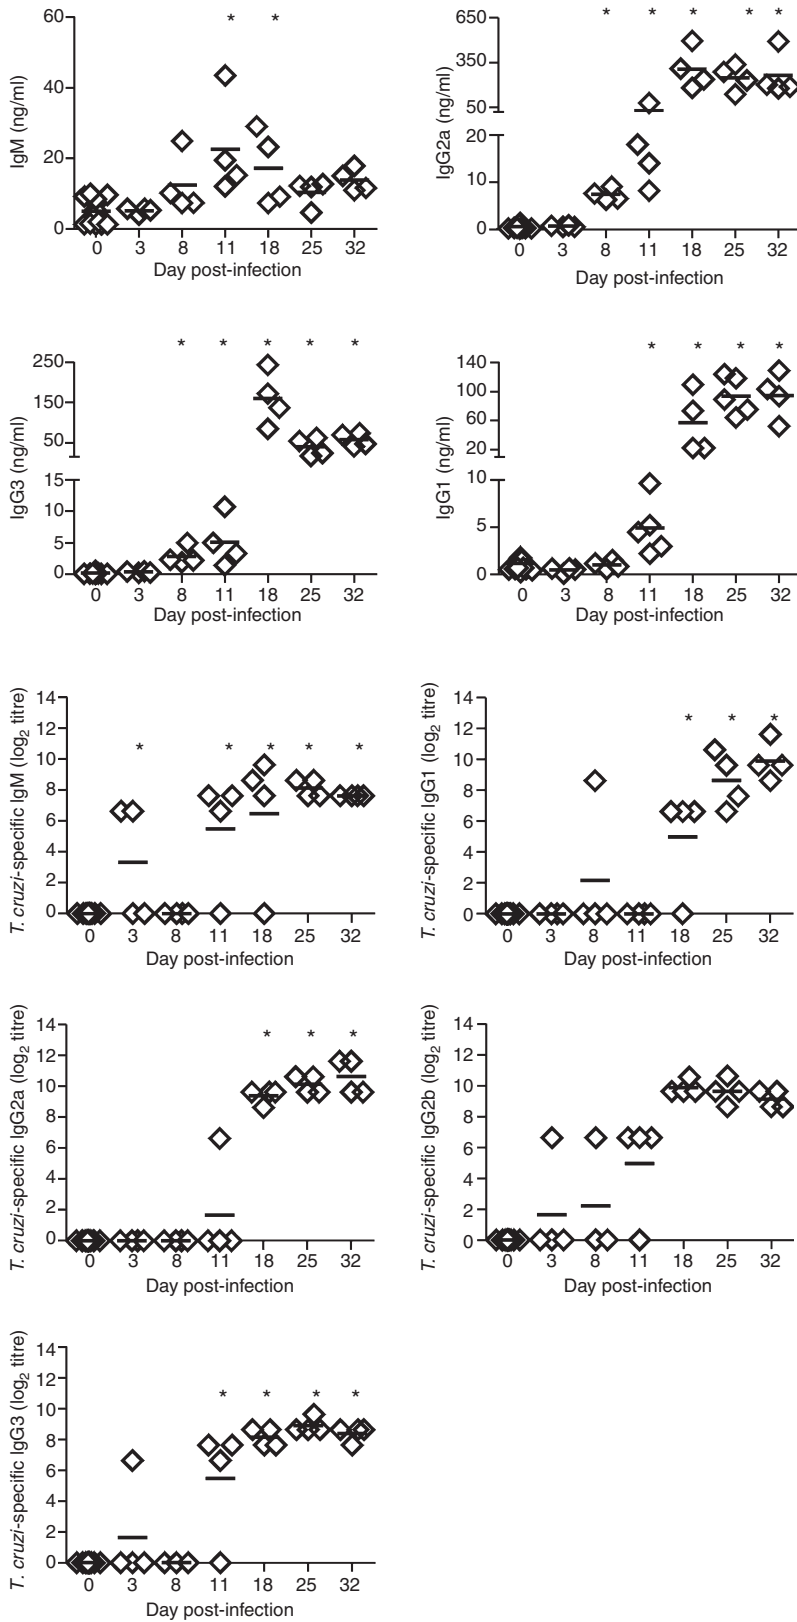 60
40
20
0
IgM (ng/ml)
* *
0 3 8 11 18 25 32
Day post-infection
650
350
50
20
10
0
IgG2a (ng/ml)
* * * * *
0 3 8 11 18 25 32
Day post-infection
250
150
50
15
10
5
0
IgG3 (ng/ml)
* * * * *
0 3 8 11 18 25 32
Day post-infection
140
100
60
20
10
5
0
IgG1 (ng/ml)
* * * *
0 3 8 11 18 25 32
Day post-infection
14
12
10
8
6
4
2
0
T. cruzi-specific IgM (log2 titre)
* * * * *
0 3 8 11 18 25 32
Day post-infection
14
12
10
8
6
4
2
0
T. cruzi-specific IgG1 (log2 titre)
* * *
0 3 8 11 18 25 32
Day post-infection
14
12
10
8
6
4
2
0
T. cruzi-specific IgG2a (log2 titre)
* * *
0 3 8 11 18 25 32
Day post-infection
14
12
10
8
6
4
2
0
T. cruzi-specific IgG2b (log2 titre)
0 3 8 11 18 25 32
Day post-infection
14
12
10
8
6
4
2
0
T. cruzi-specific IgG3 (log2 titre)
* * * *
0 3 8 11 18 25 32
Day post-infection